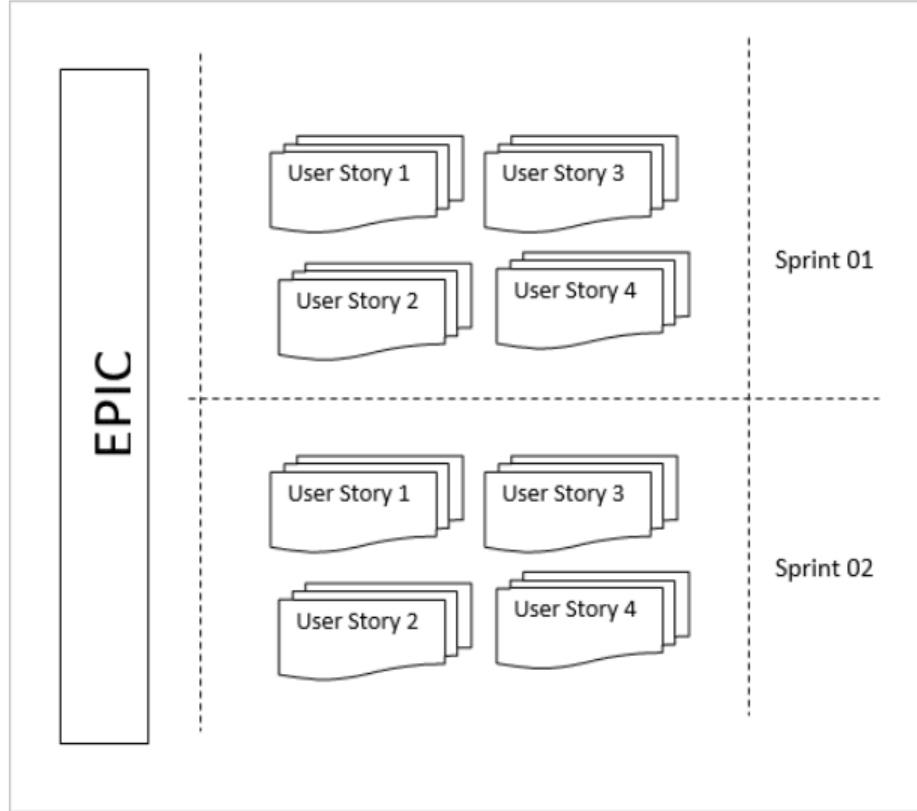 EPIC
User Story 1
User Story 3
User Story 2
User Story 4
Sprint 01
User Story 1
User Story 3
User Story 2
User Story 4
Sprint 02